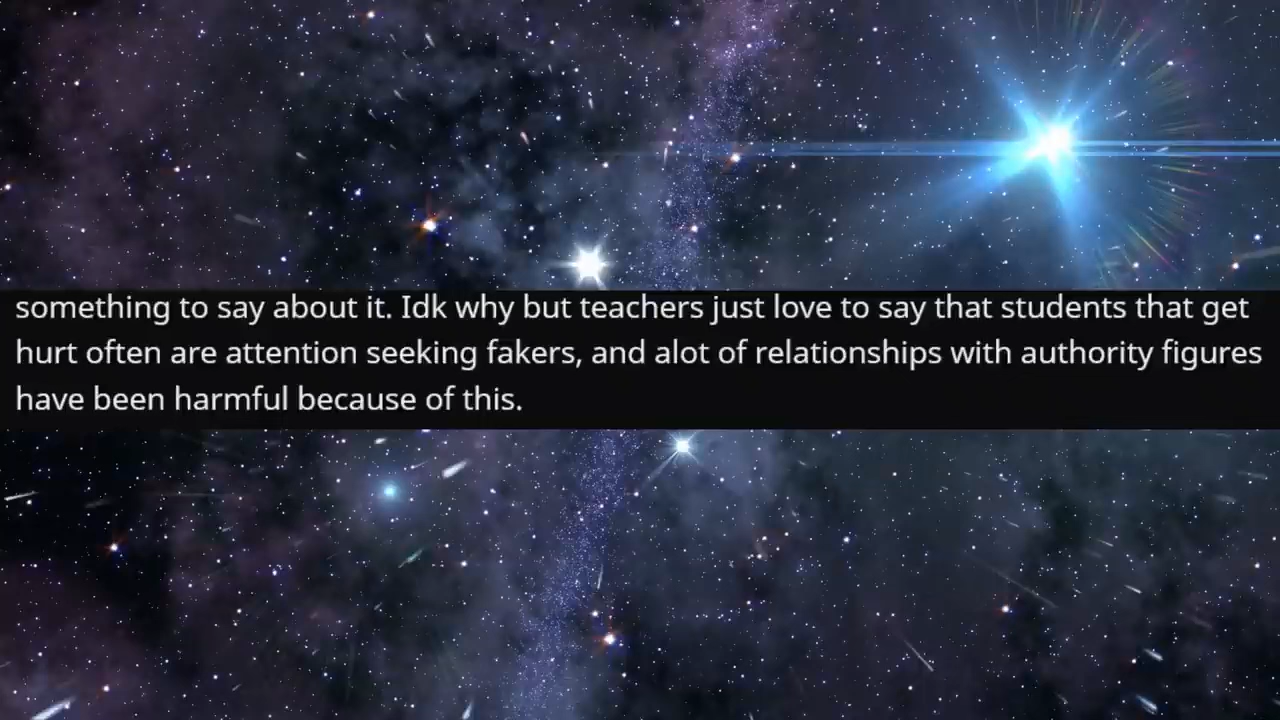 something to say about it. Idk why but teachers just love to say that students that get
hurt often are attention seeking fakers, and alot of relationships with authority figures
have been harmful because of this.